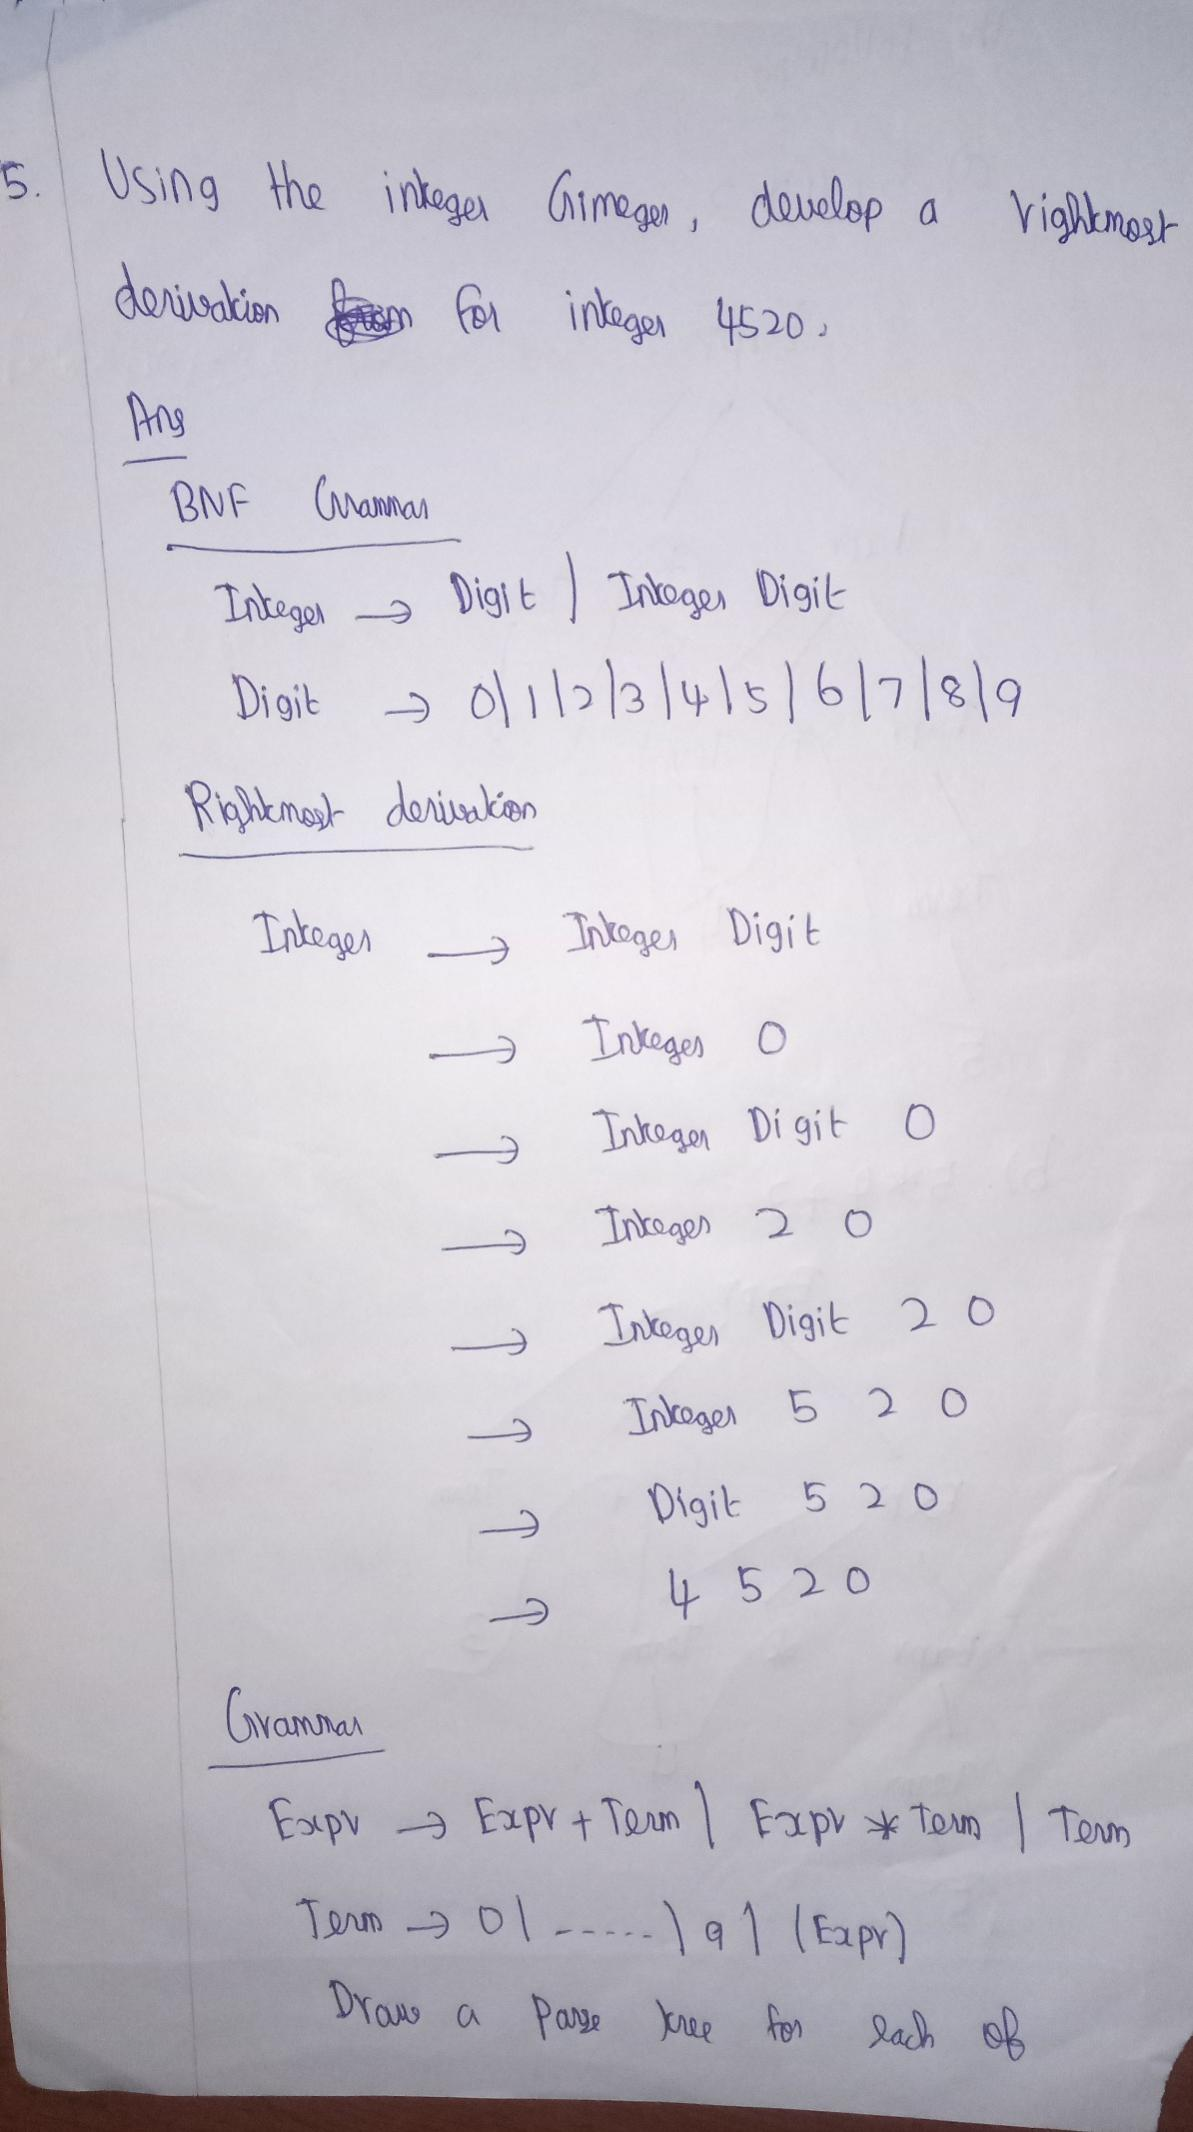 5. Using the integer Grimeger, develop a rightmost
derivation for integer 4520.
Ans
BNF Grammar
Integer → Digit | Integer Digit
Digit → 0|1|2|3|4|5|6|7|8|9
Rightmost derivation
Integer → Integer Digit
→ Integer 0
→ Integer Digit 0
→ Integer 2 0
→ Integer Digit 2 0
→ Integer 5 2 0
→ Digit 5 2 0
→ 4 5 2 0
Grammar
Expr → Expr + Term | Expr * Term | Term
Term → 0| ...... | 9 | (Expr)
Draw a Parse tree for each of